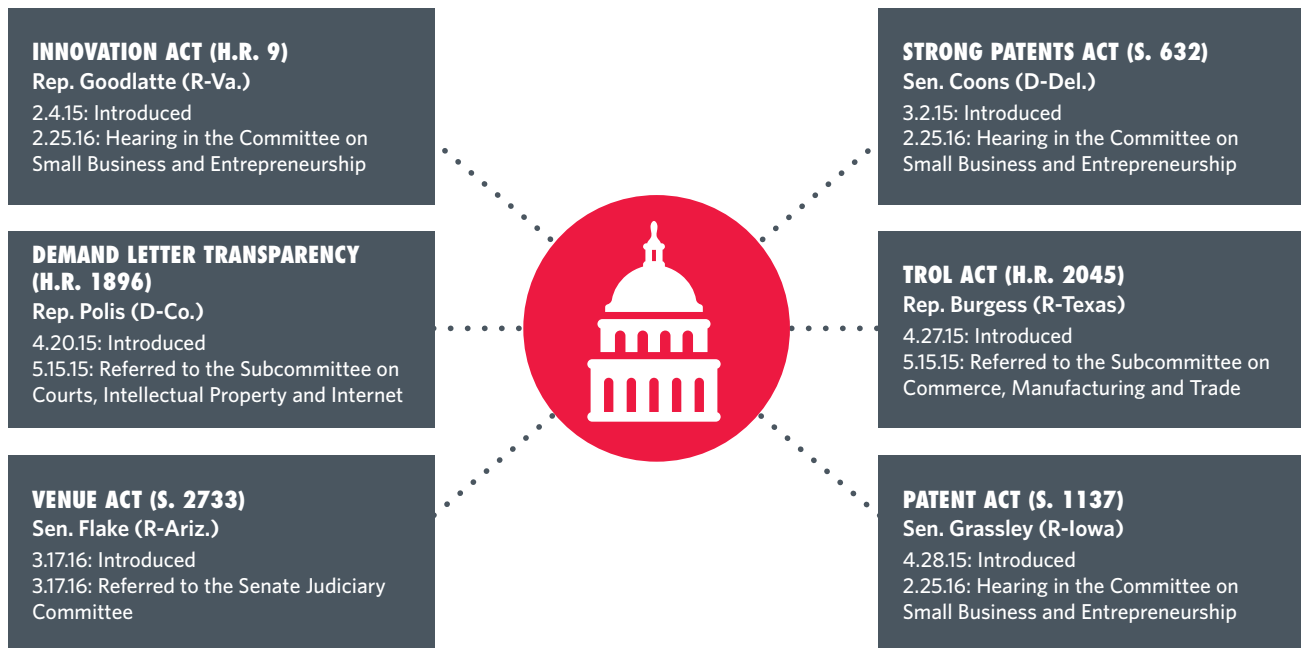 INNOVATION ACT (H.R. 9)
Rep. Goodlatte (R-Va.)
2.4.15: Introduced
2.25.16: Hearing in the Committee on
Small Business and Entrepreneurship
DEMAND LETTER TRANSPARENCY
(H.R. 1896)
Rep. Polis (D-Co.)
4.20.15: Introduced
5.15.15: Referred to the Subcommittee on
Courts, Intellectual Property and Internet
VENUE ACT (S. 2733)
Sen. Flake (R-Ariz.)
3.17.16: Introduced
3.17.16: Referred to the Senate Judiciary
Committee
STRONG PATENTS ACT (S. 632)
Sen. Coons (D-Del.)
3.2.15: Introduced
2.25.16: Hearing in the Committee on
Small Business and Entrepreneurship
TROL ACT (H.R. 2045)
Rep. Burgess (R-Texas)
4.27.15: Introduced
5.15.15: Referred to the Subcommittee on
Commerce, Manufacturing and Trade
PATENT ACT (S. 1137)
Sen. Grassley (R-Iowa)
4.28.15: Introduced
2.25.16: Hearing in the Committee on
Small Business and Entrepreneurship